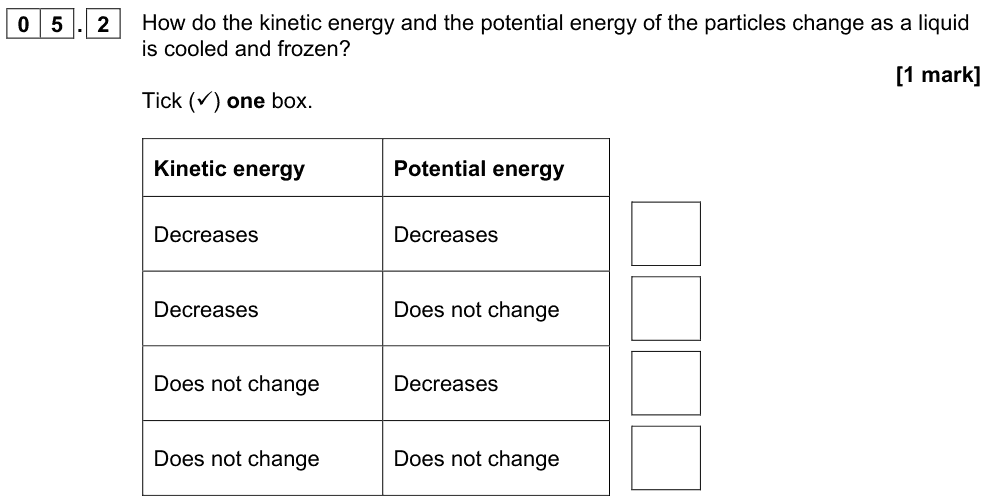 0 5 . 2 How do the kinetic energy and the potential energy of the particles change as a liquid
is cooled and frozen?
[1 mark]
Tick (✓) one box.
Kinetic energy Potential energy
Decreases Decreases
Decreases Does not change
Does not change Decreases
Does not change Does not change